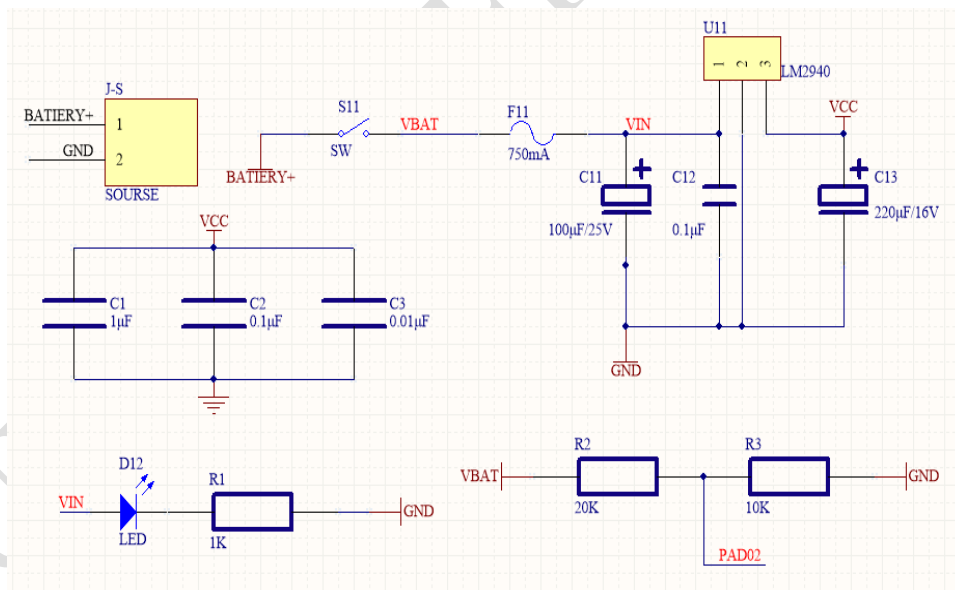 U11
1 2 3
LM2940
J-S
BATIERY+
1
GND
2
SOURSE
S11
SW
VBAT
F11
750mA
VIN
VCC
BATIERY+
C11
100μF/25V
C12
0.1μF
C13
220μF/16V
GND
VCC
C1
1μF
C2
0.1μF
C3
0.01μF
D12
VIN
LED
R1
1K
GND
VBAT
R2
20K
R3
10K
GND
PAD02